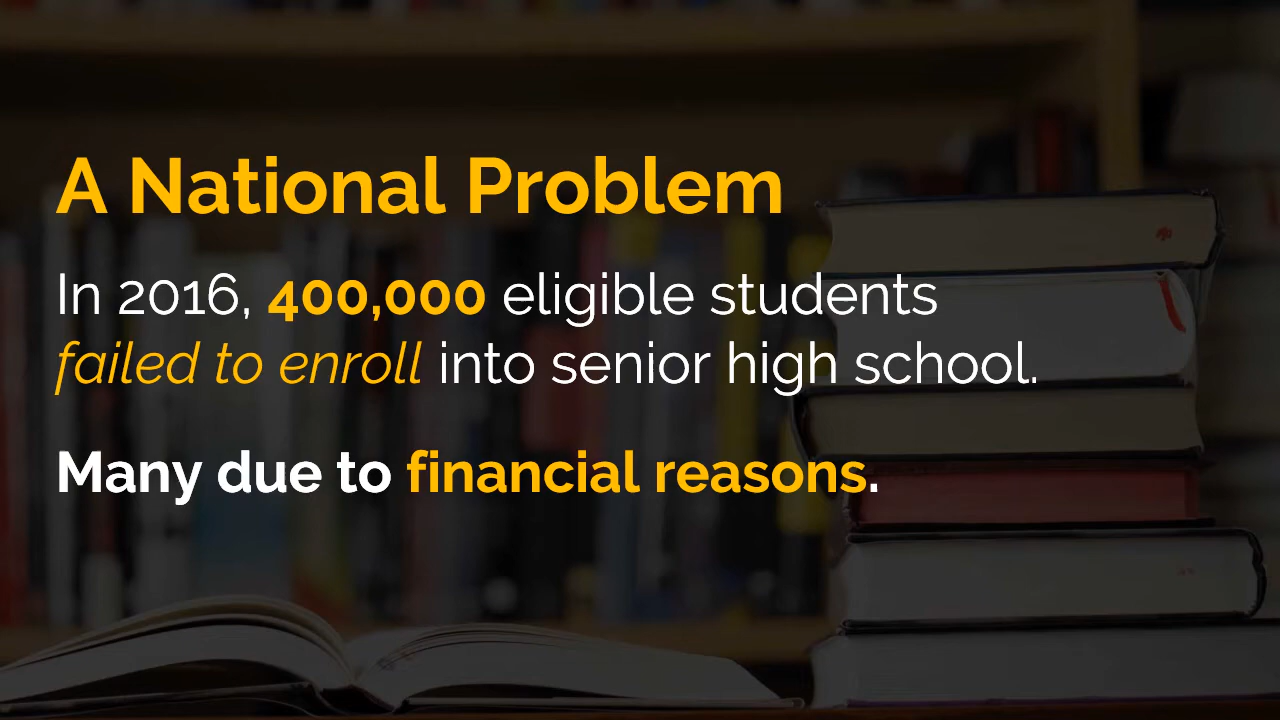 A National Problem
In 2016, 400,000 eligible students
failed to enroll into senior high school.
Many due to financial reasons.